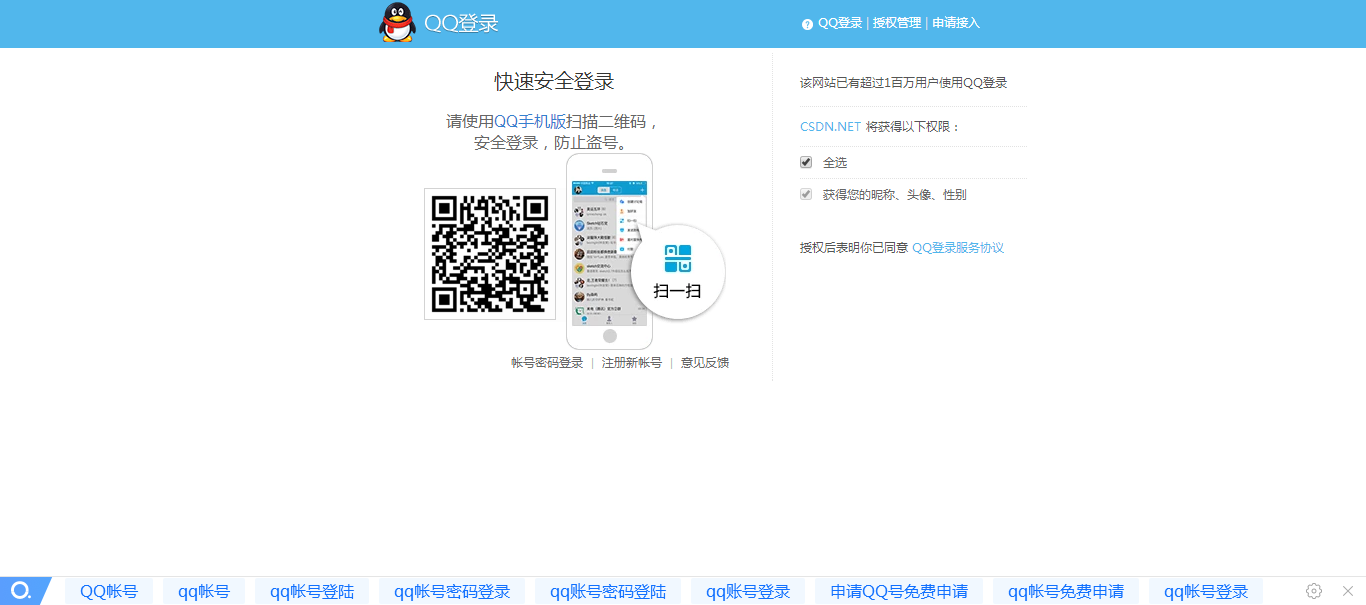 QQ登录
QQ登录 | 授权管理 | 申请接入
快速安全登录
请使用QQ手机版扫描二维码，
安全登录，防止盗号。
扫一扫
帐号密码登录 | 注册新帐号 | 意见反馈
该网站已有超过1百万用户使用QQ登录
CSDN.NET 将获得以下权限：
全选
获得您的昵称、头像、性别
授权后表明你已同意 QQ登录服务协议
QQ帐号 qq帐号 qq帐号登陆 qq帐号密码登录 qq账号密码登陆 qq账号登录 申请QQ号免费申请 qq帐号免费申请 qq帐号登录